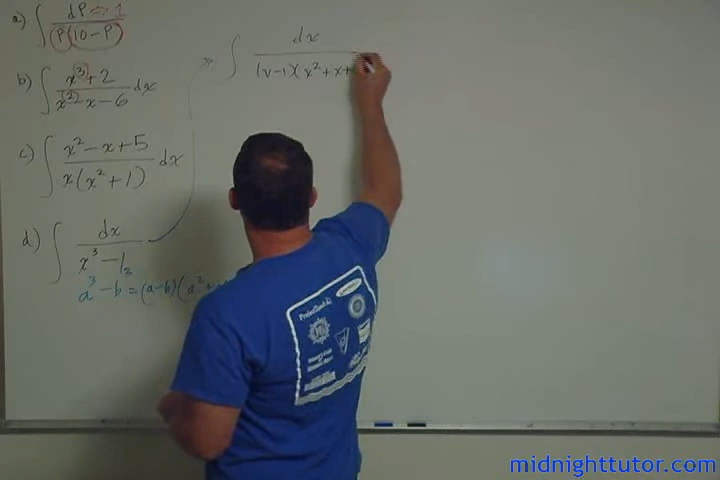 a) ∫ dP ⇔ 1 / P(10 - P)
b) ∫ x³ + 2 / x² x - 6 dx
c) ∫ x² - x + 5 / x(x² + 1) dx
d) ∫ dx / x³ - 1³
a³ - b = (a-b)(a² +
⇒ ∫ dx / (x-1)(x² + x +
midnighttutor.com